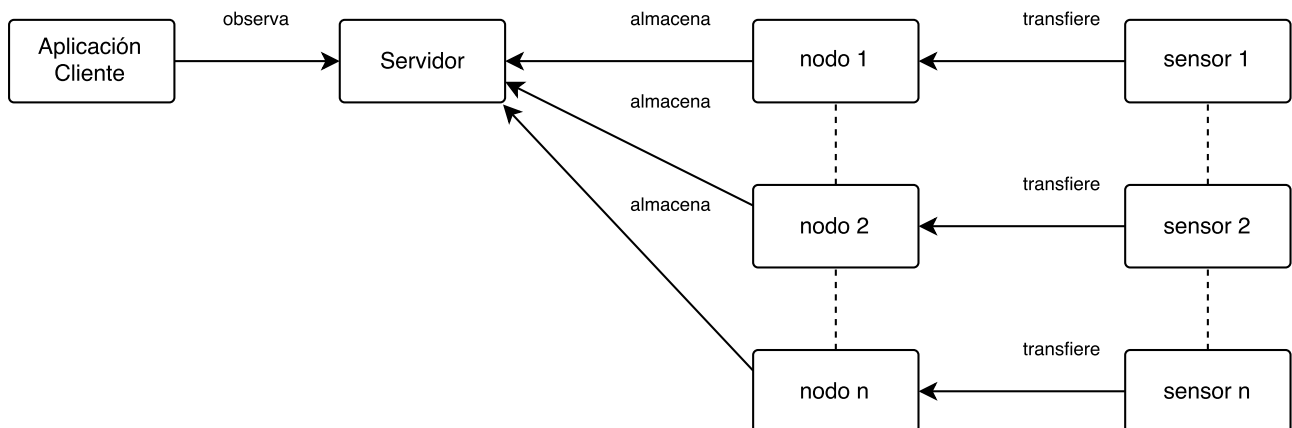 observa
almacena
transfiere
Aplicación
Cliente
Servidor
nodo 1
sensor 1
almacena
transfiere
almacena
nodo 2
sensor 2
transfiere
nodo n
sensor n